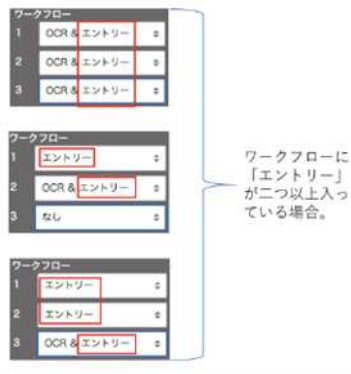 ワークフロー
1 OCR & エントリー
2 OCR & エントリー
3 OCR & エントリー
ワークフロー
1 エントリー
2 OCR & エントリー
3 なし
ワークフロー
1 エントリー
2 エントリー
3 OCR & エントリー
ワークフローに
「エントリー」
が二つ以上入っ
ている場合。